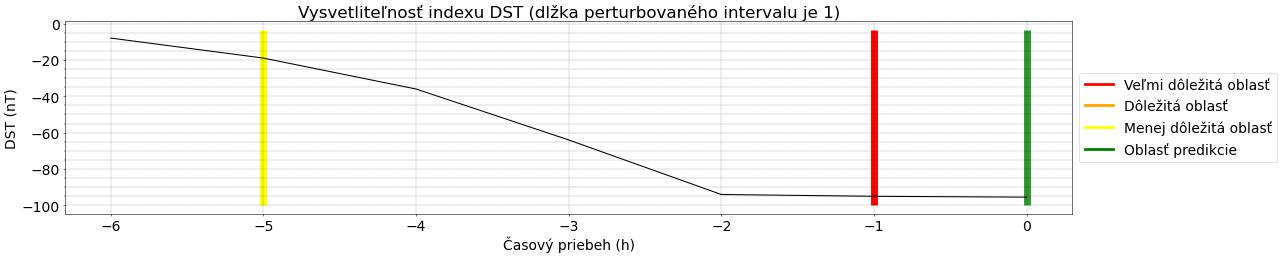 Vysvetliteľnosť indexu DST (dĺžka perturbovaného intervalu je 1)
DST (nT)
0
−20
−40
−60
−80
−100
−6
−5
−4
−3
−2
−1
0
Časový priebeh (h)
Veľmi dôležitá oblasť
Dôležitá oblasť
Menej dôležitá oblasť
Oblasť predikcie